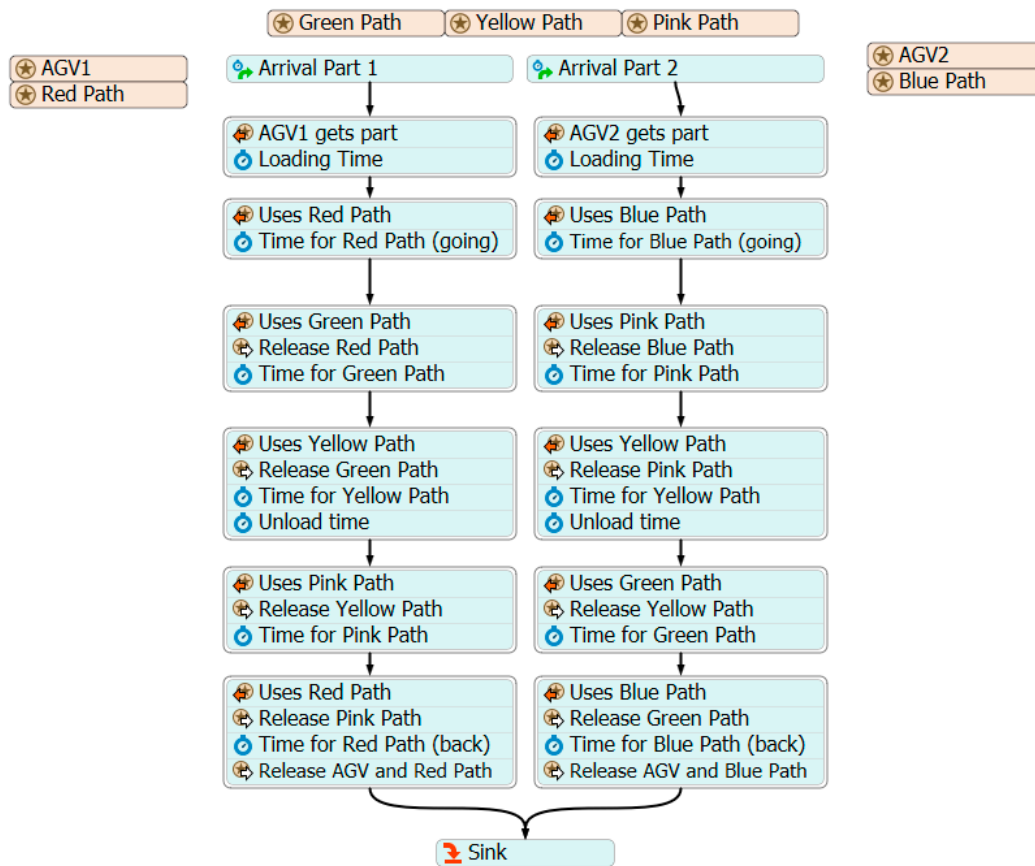 Green Path
Yellow Path
Pink Path
AGV1
Red Path
Arrival Part 1
Arrival Part 2
AGV2
Blue Path
AGV1 gets part
Loading Time
AGV2 gets part
Loading Time
Uses Red Path
Time for Red Path (going)
Uses Blue Path
Time for Blue Path (going)
Uses Green Path
Release Red Path
Time for Green Path
Uses Pink Path
Release Blue Path
Time for Pink Path
Uses Yellow Path
Release Green Path
Time for Yellow Path
Unload time
Uses Yellow Path
Release Pink Path
Time for Yellow Path
Unload time
Uses Pink Path
Release Yellow Path
Time for Pink Path
Uses Green Path
Release Yellow Path
Time for Green Path
Uses Red Path
Release Pink Path
Time for Red Path (back)
Release AGV and Red Path
Uses Blue Path
Release Green Path
Time for Blue Path (back)
Release AGV and Blue Path
Sink